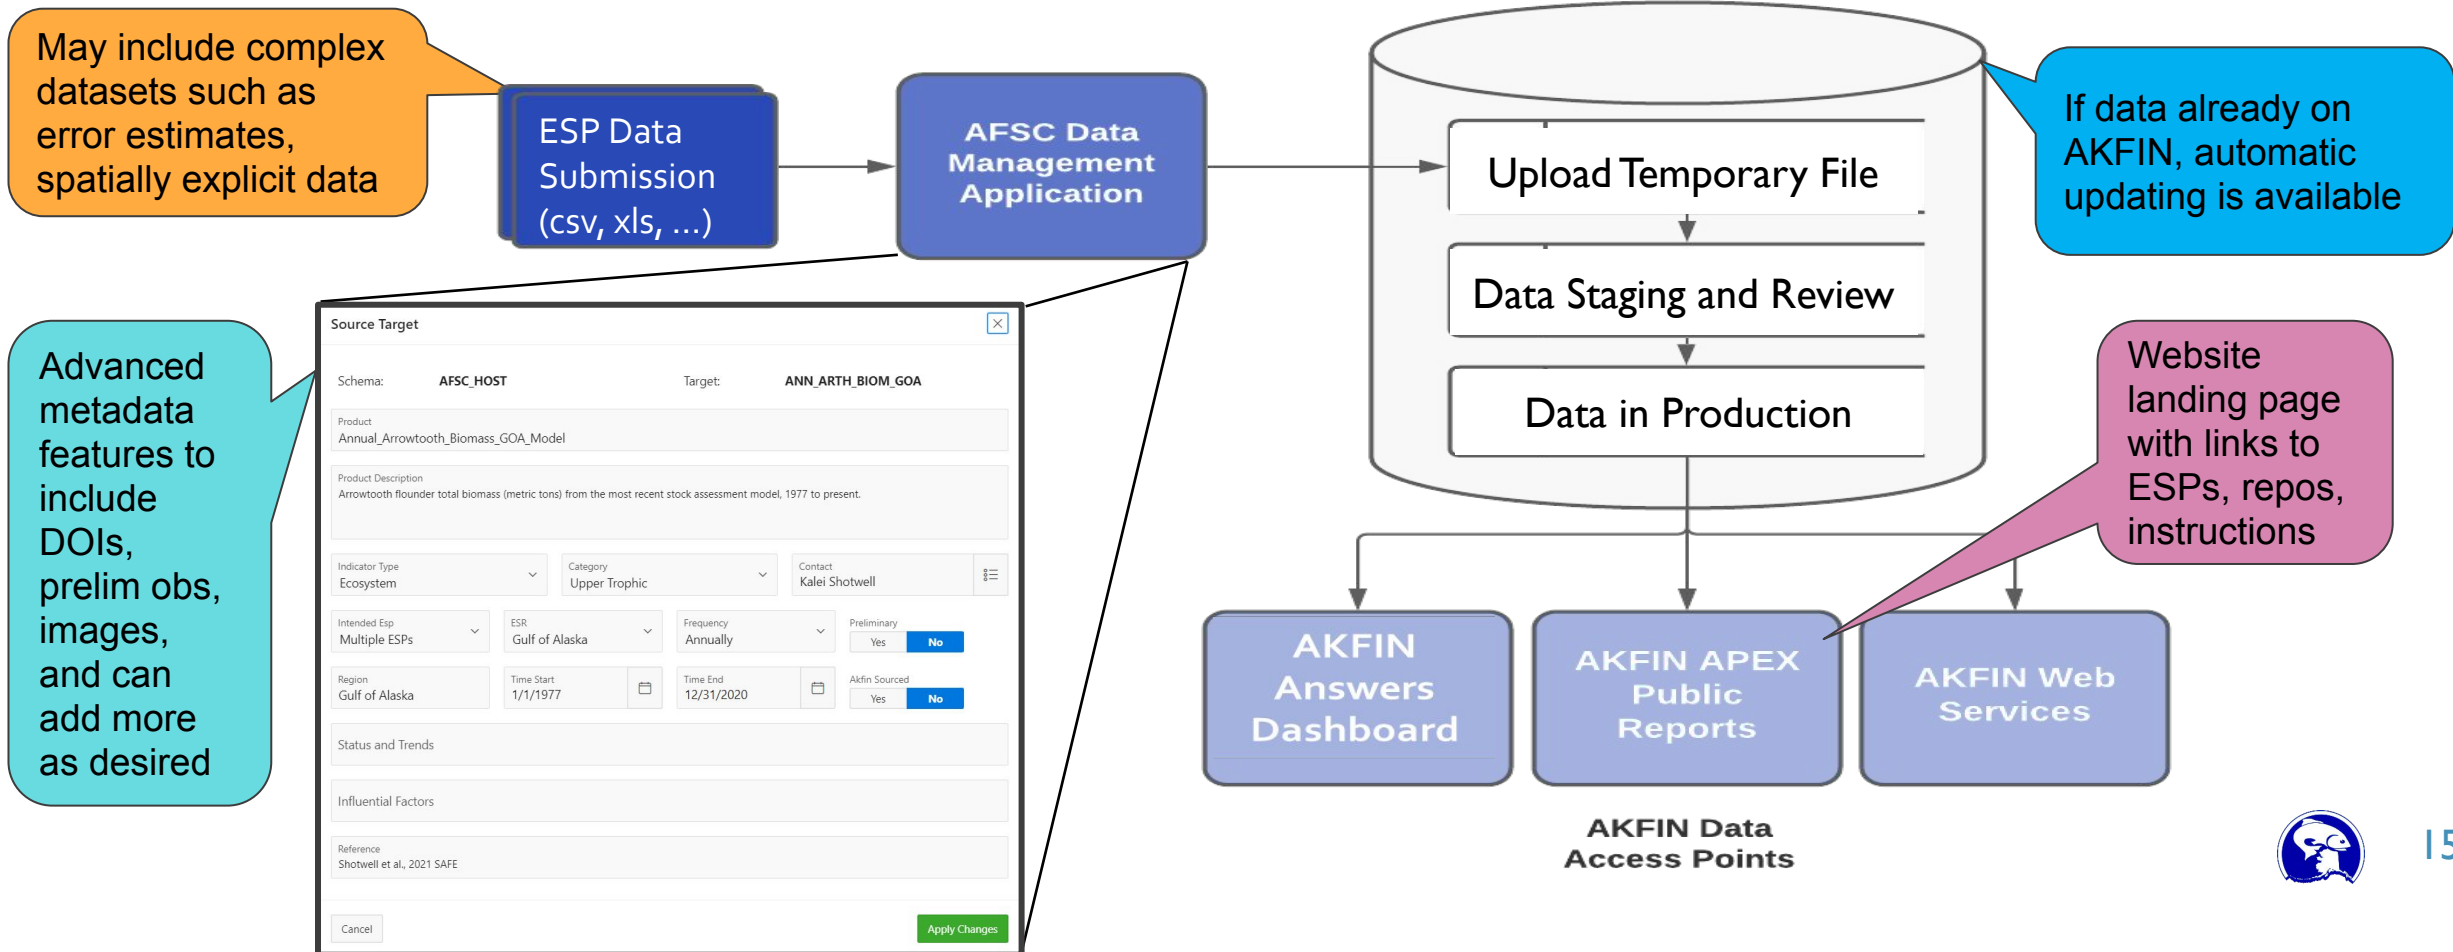 May include complex
datasets such as
error estimates,
spatially explicit data
ESP Data
Submission
(csv, xls, ...)
AFSC Data
Management
Application
Upload Temporary File
Data Staging and Review
Data in Production
If data already on
AKFIN, automatic
updating is available
Advanced
metadata
features to
include
DOIs,
prelim obs,
images,
and can
add more
as desired
Source Target
Schema: AFSC_HOST Target: ANN_ARTH_BIOM_GOA
Product
Annual_Arrowtooth_Biomass_GOA_Model
Product Description
Arrowtooth flounder total biomass (metric tons) from the most recent stock assessment model, 1977 to present.
Indicator Type Category Contact
Ecosystem Upper Trophic Kalei Shotwell
Intended Esp ESR Frequency Preliminary
Multiple ESPs Gulf of Alaska Annually Yes No
Region Time Start Time End Akfin Sourced
Gulf of Alaska 1/1/1977 12/31/2020 Yes No
Status and Trends
Influential Factors
Reference
Shotwell et al., 2021 SAFE
Cancel Apply Changes
Website
landing page
with links to
ESPs, repos,
instructions
AKFIN
Answers
Dashboard
AKFIN APEX
Public
Reports
AKFIN Web
Services
AKFIN Data
Access Points
15